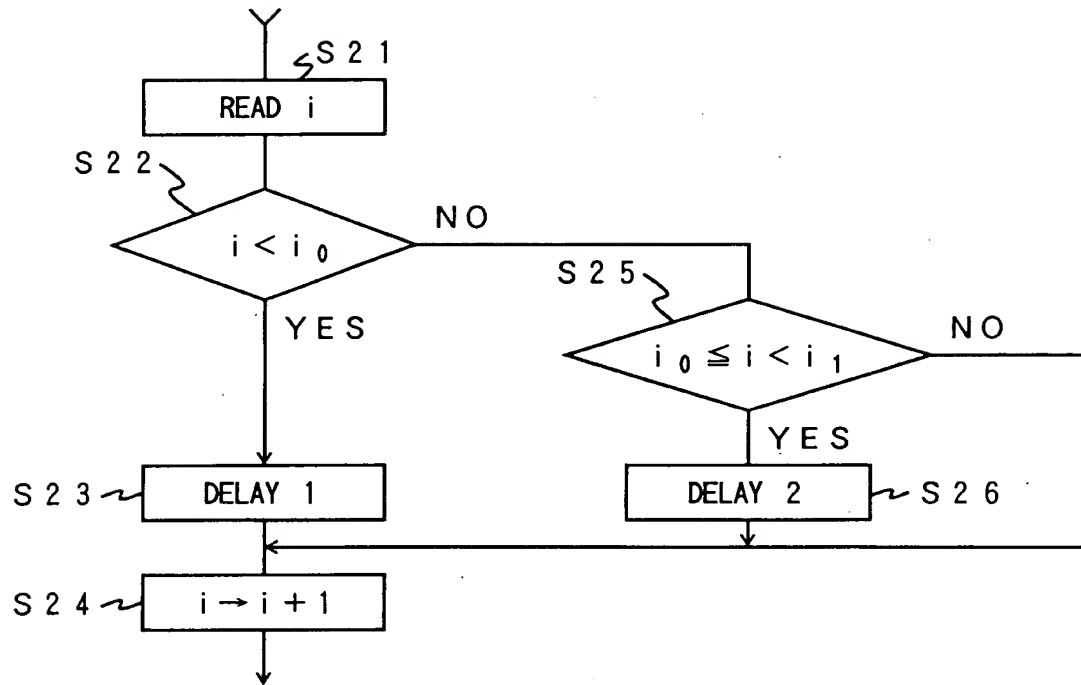 S21
READ i
S22
i < i₀
NO
YES
S25
i₀ ≦ i < i₁
NO
YES
S23
DELAY 1
DELAY 2
S26
S24
i → i + 1